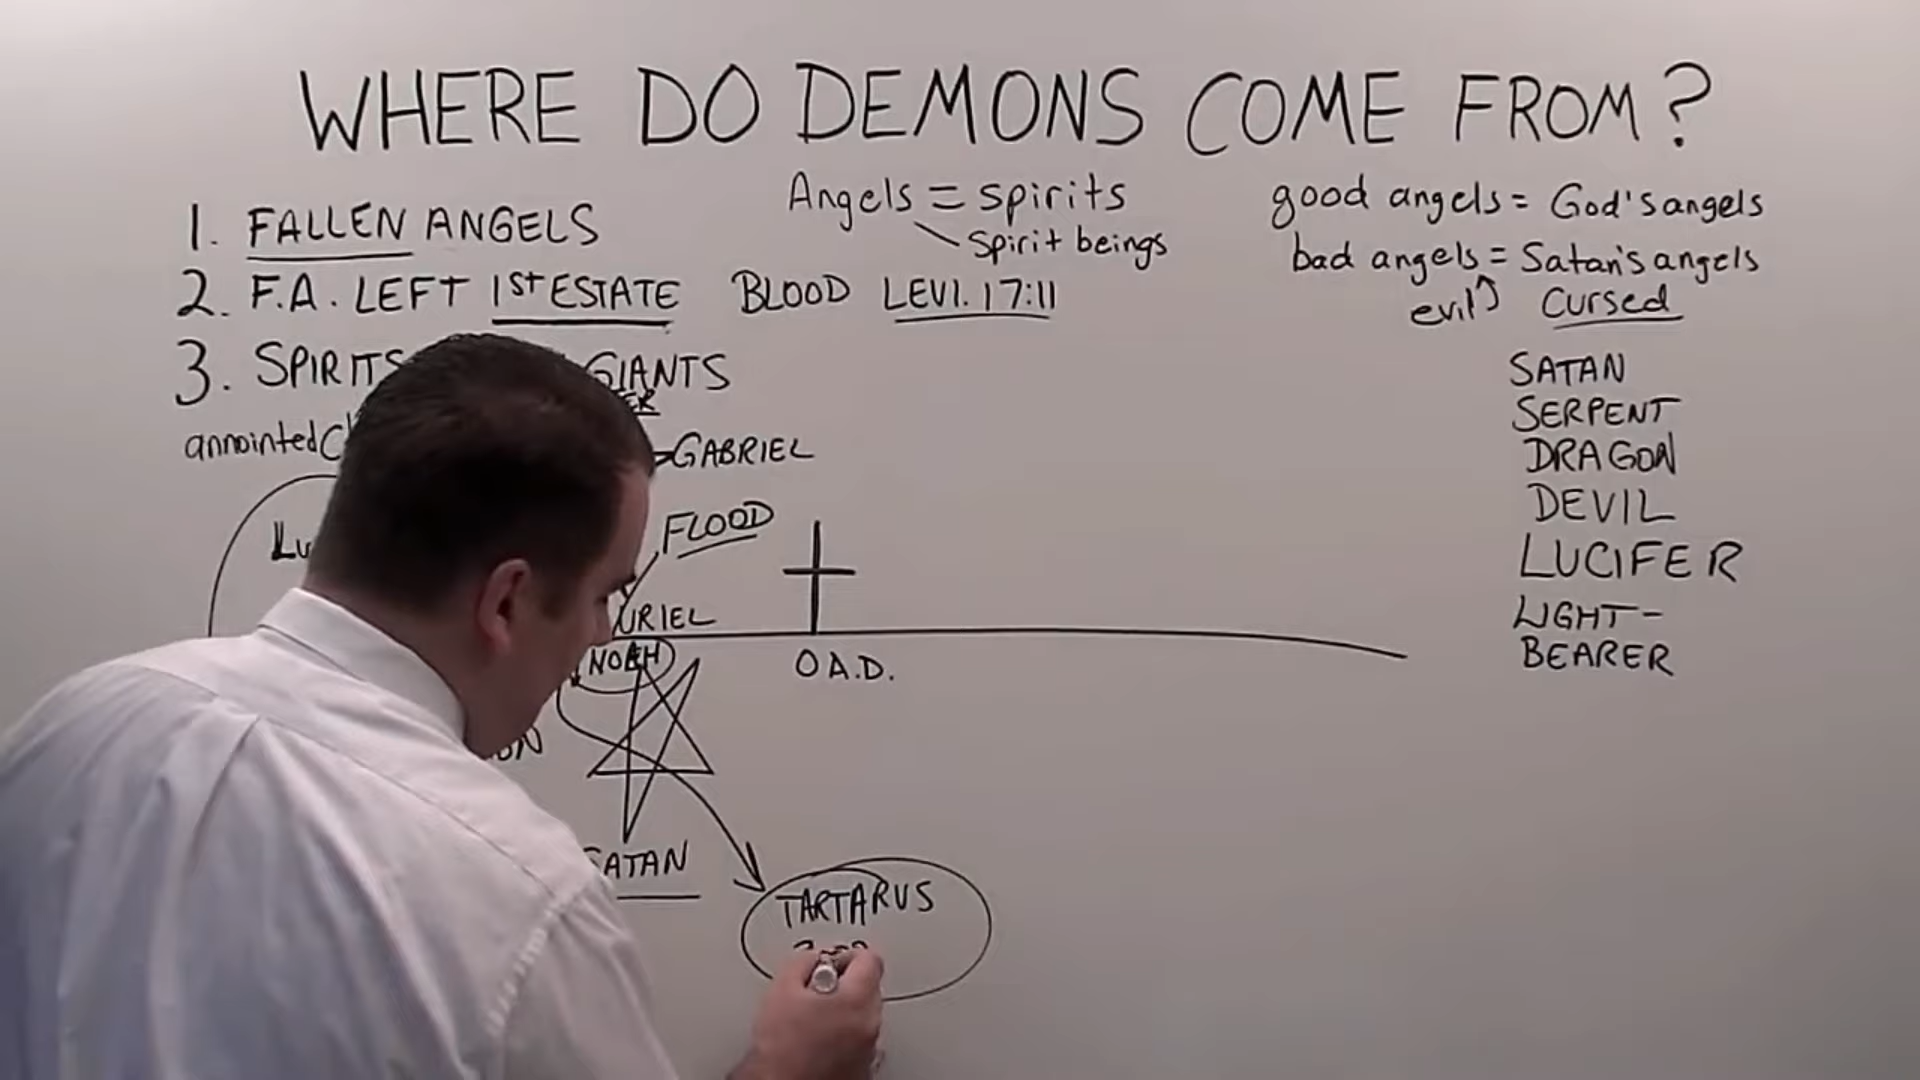 WHERE DO DEMONS COME FROM?
1. FALLEN ANGELS
2. F.A. LEFT 1ST ESTATE BLOOD LEVI. 17:11
3. SPIRITS GIANTS
Angels = spirits
Spirit beings
good angels = God's angels
bad angels = Satan's angels
evil Cursed
SATAN
SERPENT
DRAGON
DEVIL
LUCIFER
LIGHT-
BEARER
annointed
GABRIEL
FLOOD
URIEL
NOAH
O A.D.
TARTARUS